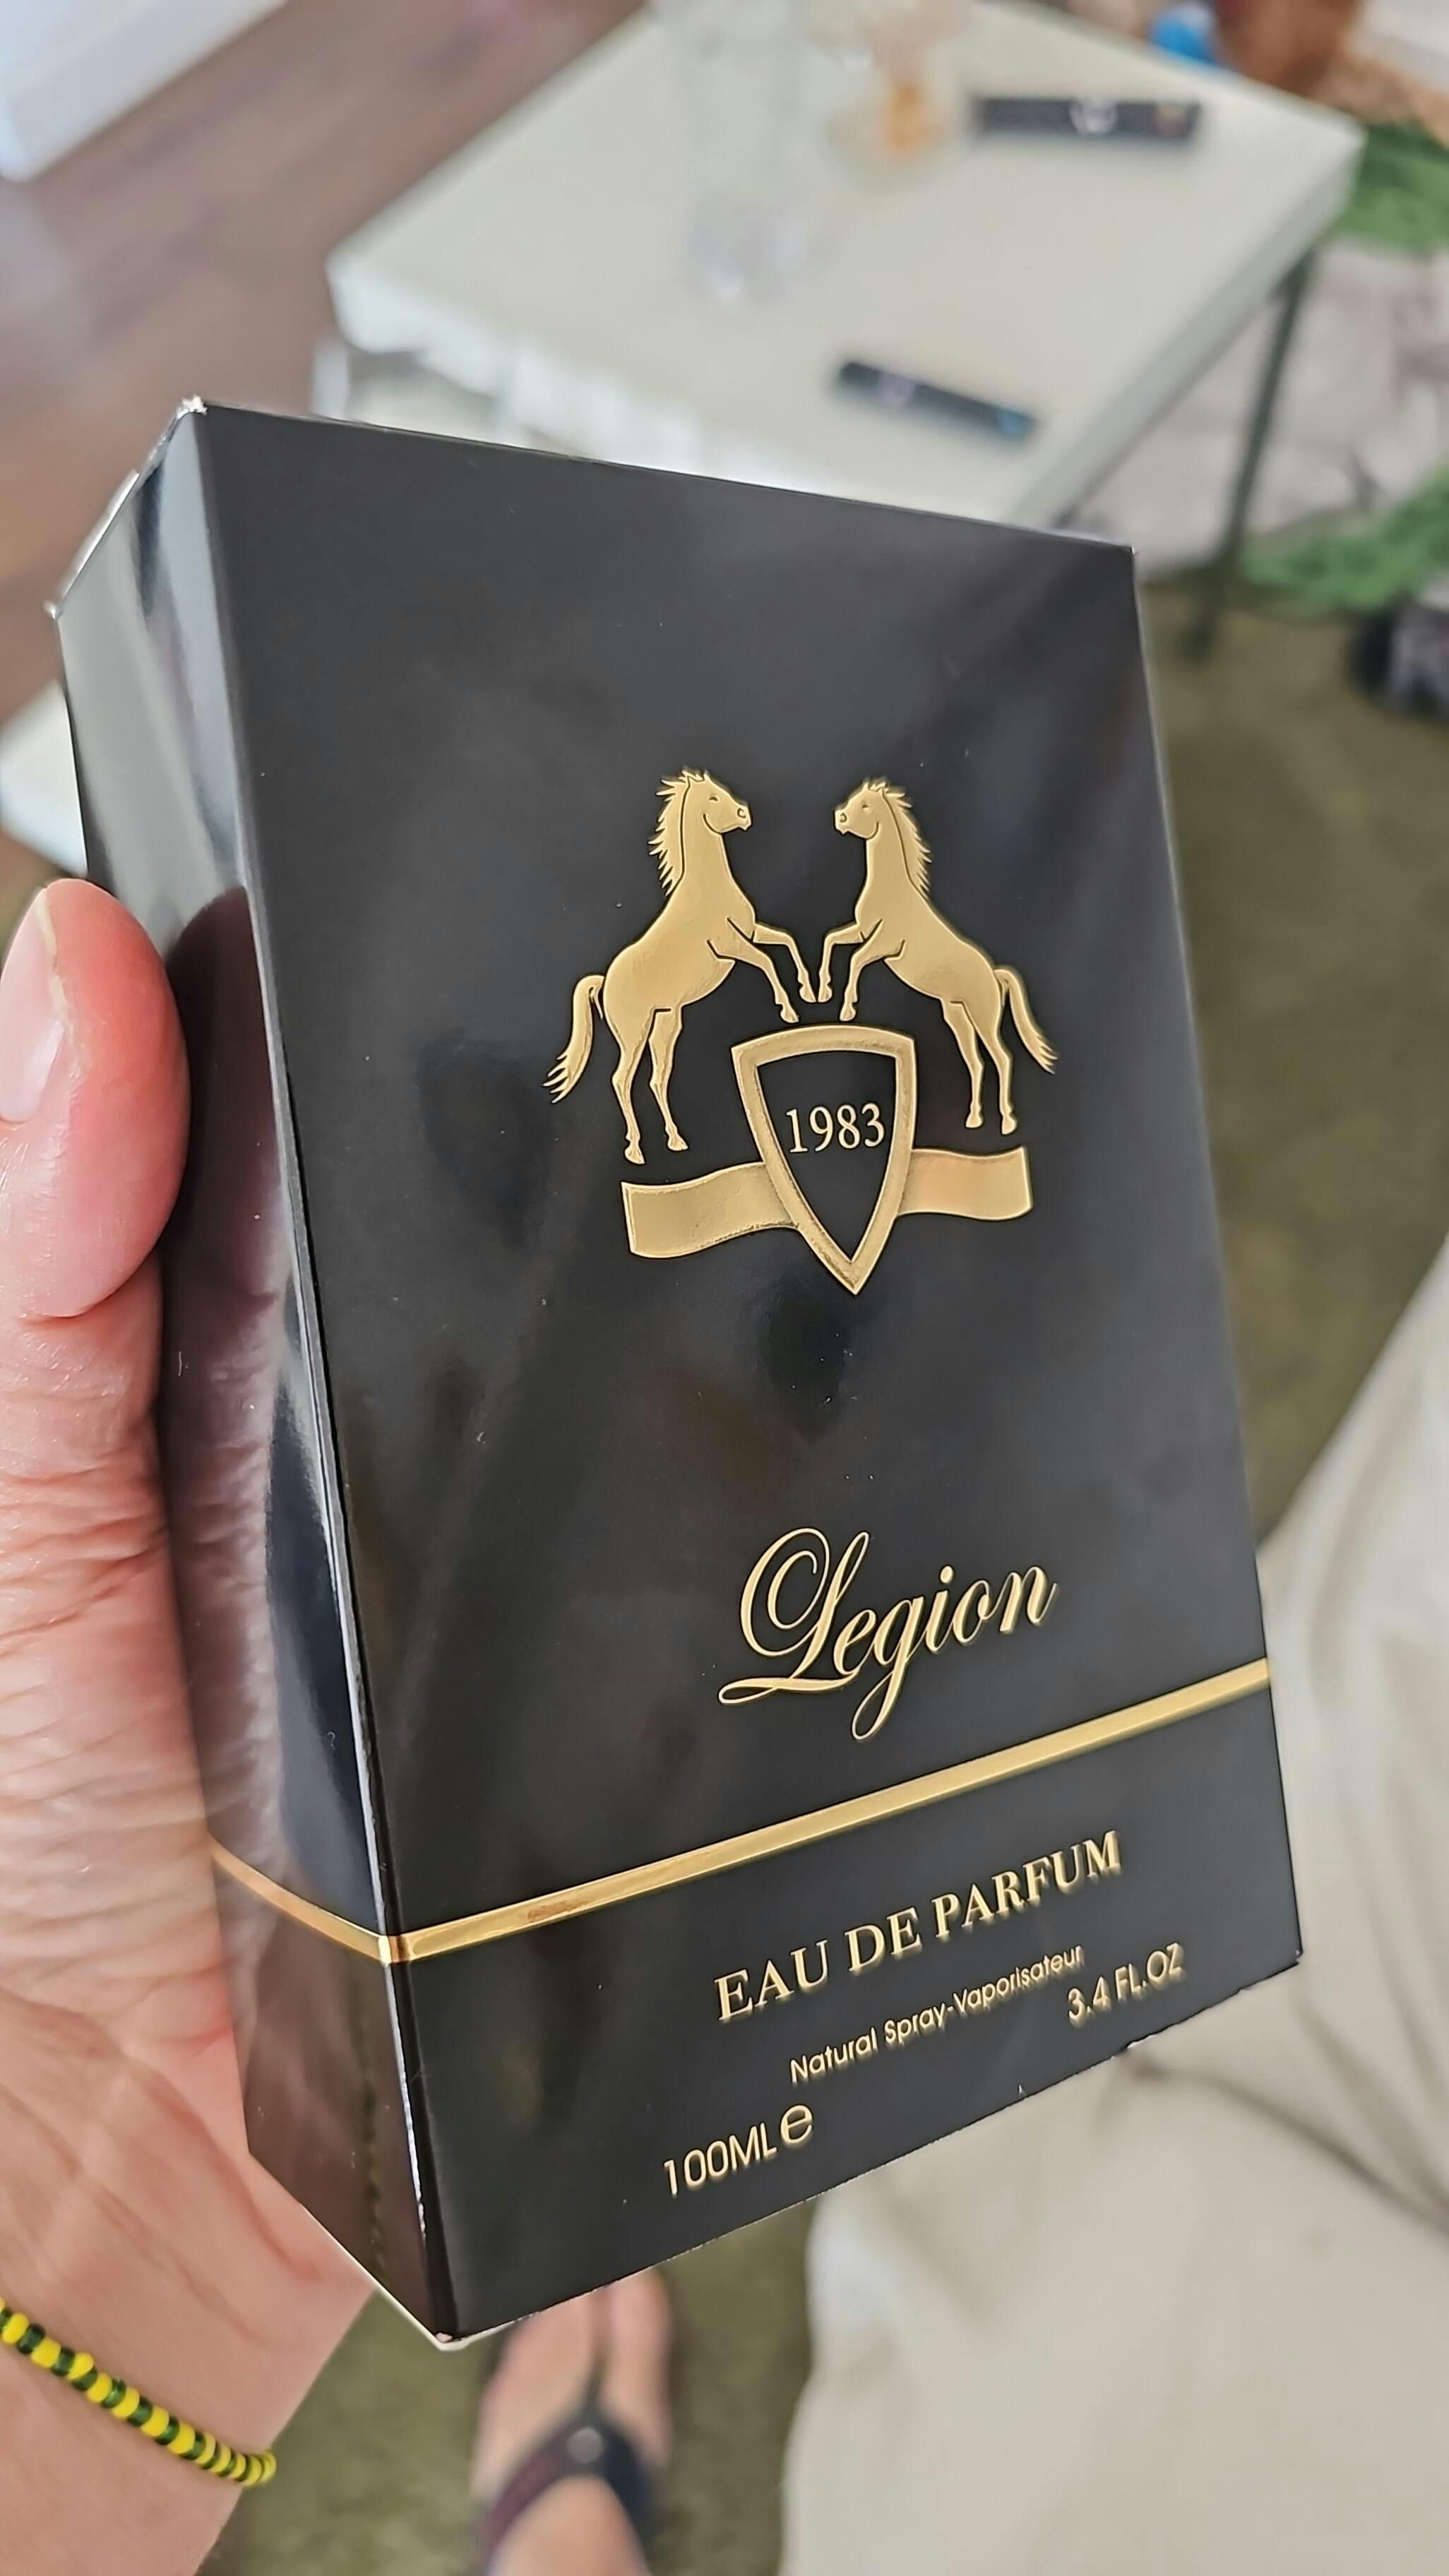 1983
Legion
EAU DE PARFUM
Natural Spray-Vaporisateur
100ML e 3.4 FL.OZ